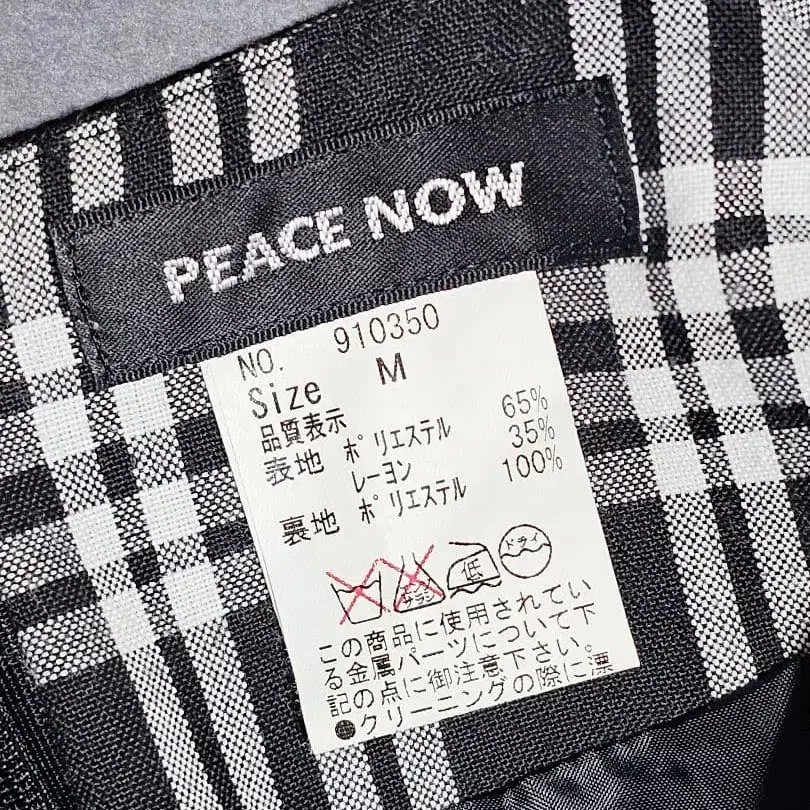 PEACE NOW
NO. 910350
Size M
品質表示
表地 ポリエステル 65%
レーヨン 35%
裏地 ポリエステル 100%
低 ドライ
この商品に使用されてい
る金属パーツについて下
記の点に御注意下さい。
●クリーニングの際に漂